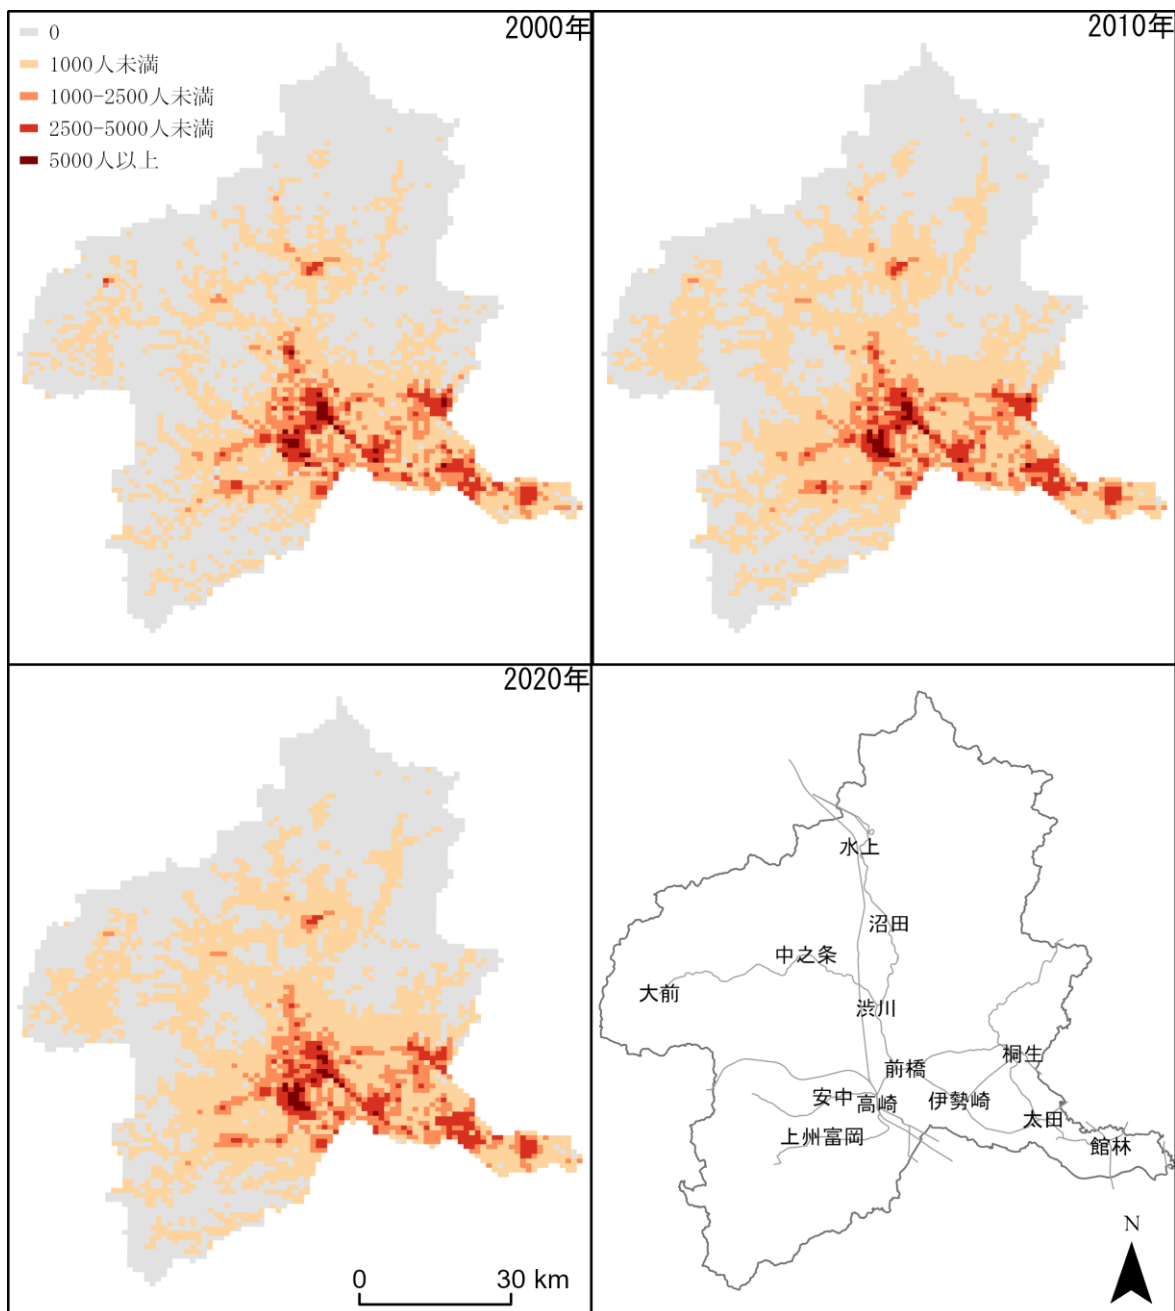 2000年
0
1000人未満
1000-2500人未満
2500-5000人未満
5000人以上
2010年
2020年
0 30 km
水上
沼田
中之条
大前
渋川
前橋
桐生
安中
高崎
伊勢崎
太田
上州富岡
館林
N